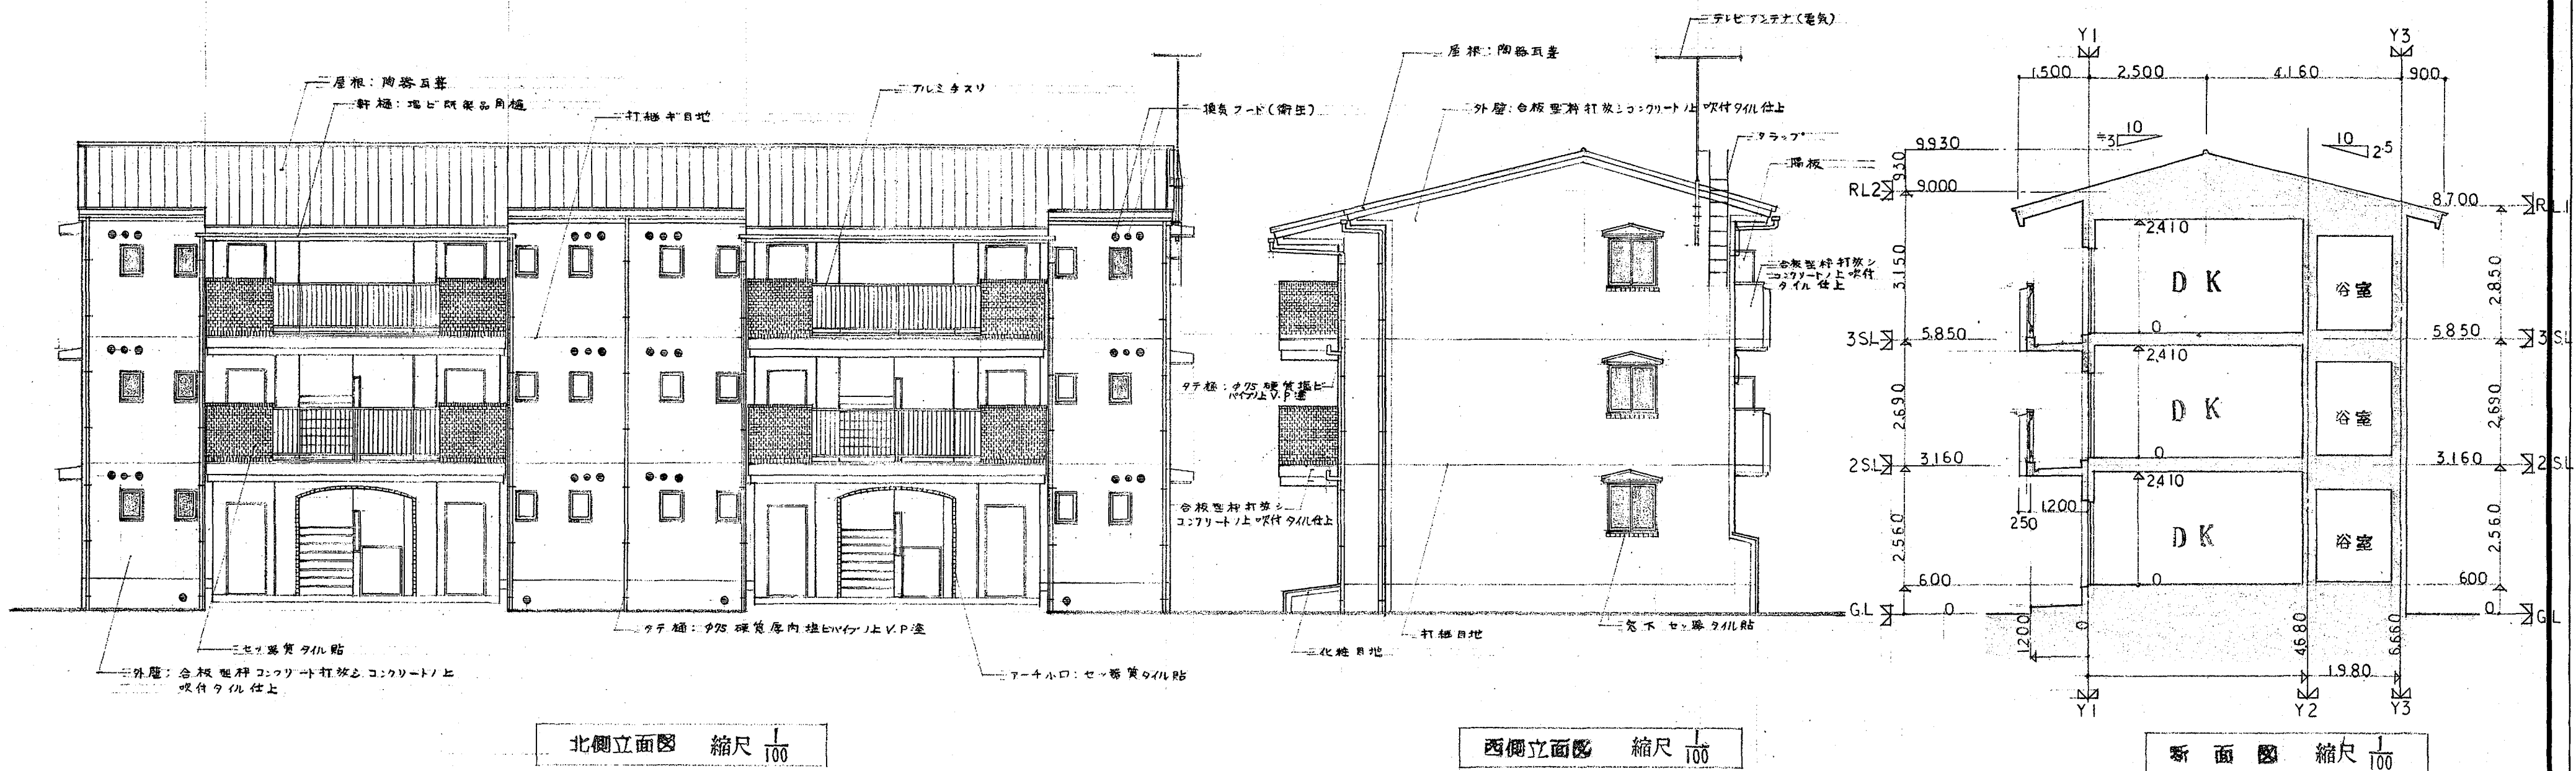 屋根：陶器瓦葺
軒樋：塩ビ既製品角樋
打継ギ目地
アルミ手スリ
換気フード(衛生)
セッ器質タイル貼
外壁：合板型枠コンクリート打放シコンクリートノ上
吹付タイル仕上
タテ樋：φ75硬質厚肉塩ビパイプノ上V.P塗
アーチ小口：セッ器質タイル貼
北側立面図 縮尺 1/100
テレビアンテナ(電気)
屋根：陶器瓦葺
外壁：合板型枠打放シコンクリートノ上吹付タイル仕上
タラップ
隔板
合板型枠打放シ
コンクリートノ上吹付
タイル仕上
タテ樋：φ75硬質塩ビ
パイプノ上V.P塗
合板型枠打放シ
コンクリートノ上吹付タイル仕上
打継目地
化粧目地
窓下セッ器タイル貼
西側立面図 縮尺 1/100
Y1 Y3
1,500 2,500 4,160 900
10
3
10
2.5
9,930
930
RL2 9,000
8,700 RL1
3,150
2,850
3SL 5,850
5,850 3SL
2,690
2,690
2SL 3,160
3,160 2SL
2,560
2,560
600
600
GL 0
0 GL
2,410
DK
浴室
0
2,410
DK
浴室
0
2,410
DK
浴室
0
250
1,200
1,200
0
4,680
6,660
1,980
Y1 Y2 Y3
断面図 縮尺 1/100